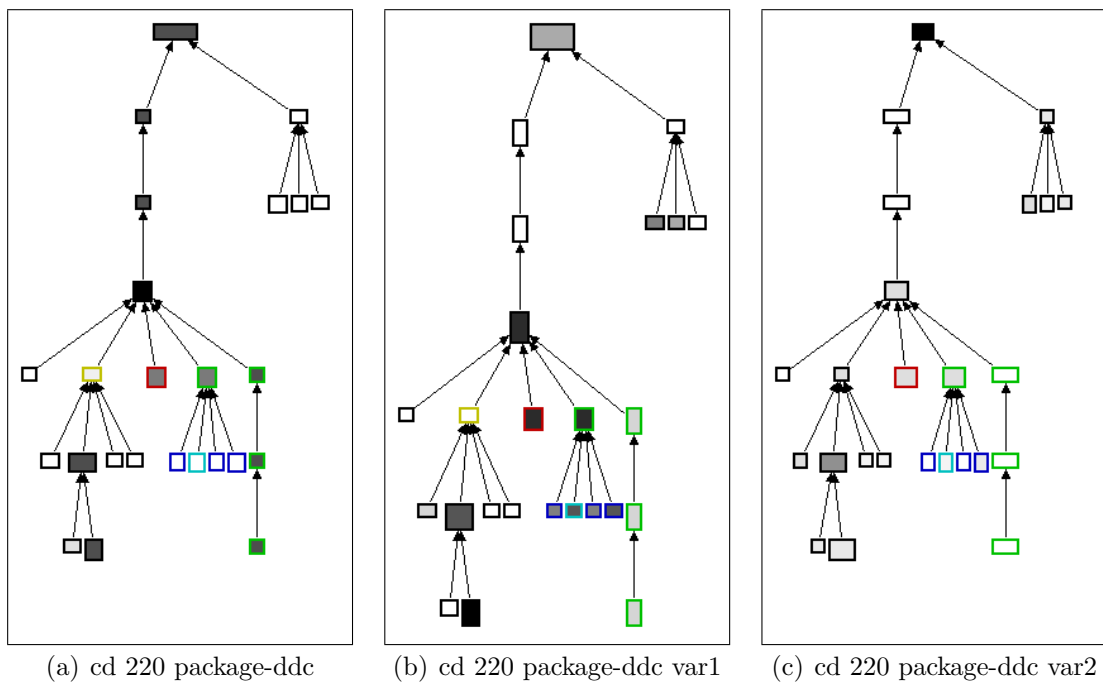 (a) cd 220 package-ddc
(b) cd 220 package-ddc var1
(c) cd 220 package-ddc var2